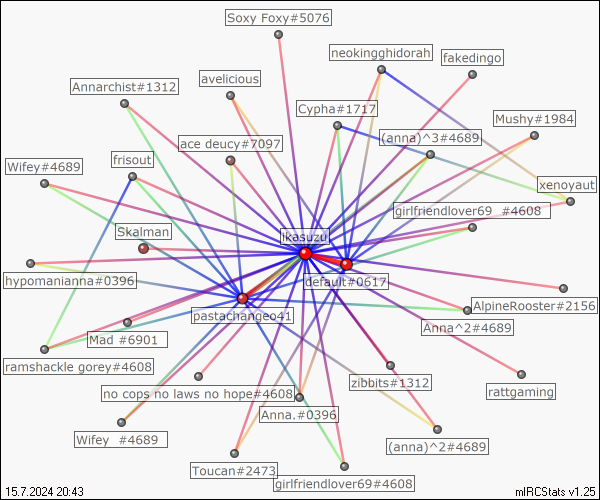 Soxy Foxy#5076
neokingghidorah
fakedingo
avelicious
Annarchist#1312
Cypha#1717
Mushy#1984
ace deucy#7097
(anna)^3#4689
frisout
Wifey#4689
xenoyaut
girlfriendlover69 #4608
Skalman
ikasuzu
hypomanianna#0396
default#0617
AlpineRooster#2156
pastachangeo41
Anna^2#4689
Mad #6901
ramshackle gorey#4608
zibbits#1312
rattgaming
no cops no laws no hope#4608
Anna.#0396
Wifey #4689
(anna)^2#4689
Toucan#2473
girlfriendlover69#4608
15.7.2024 20:43
mIRCStats v1.25